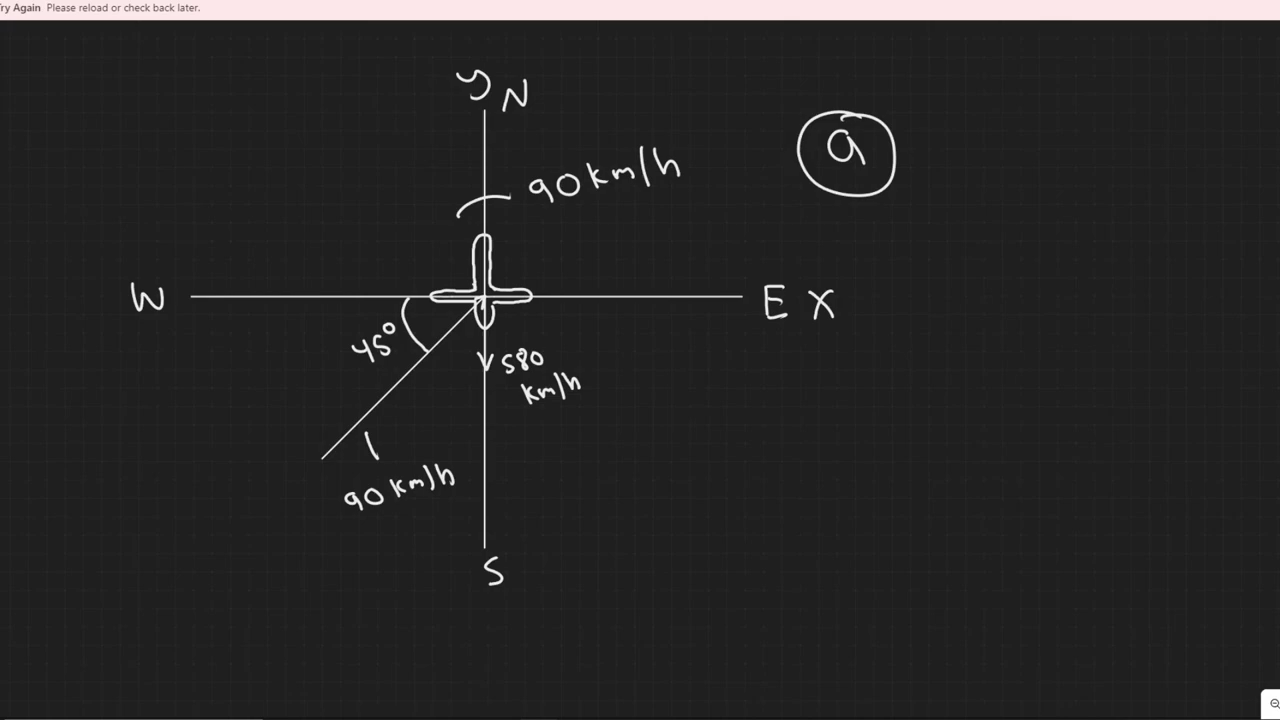 Try Again Please reload or check back later.
y N
90 km/h
a
W
E X
45°
580
km/h
90 km/h
S